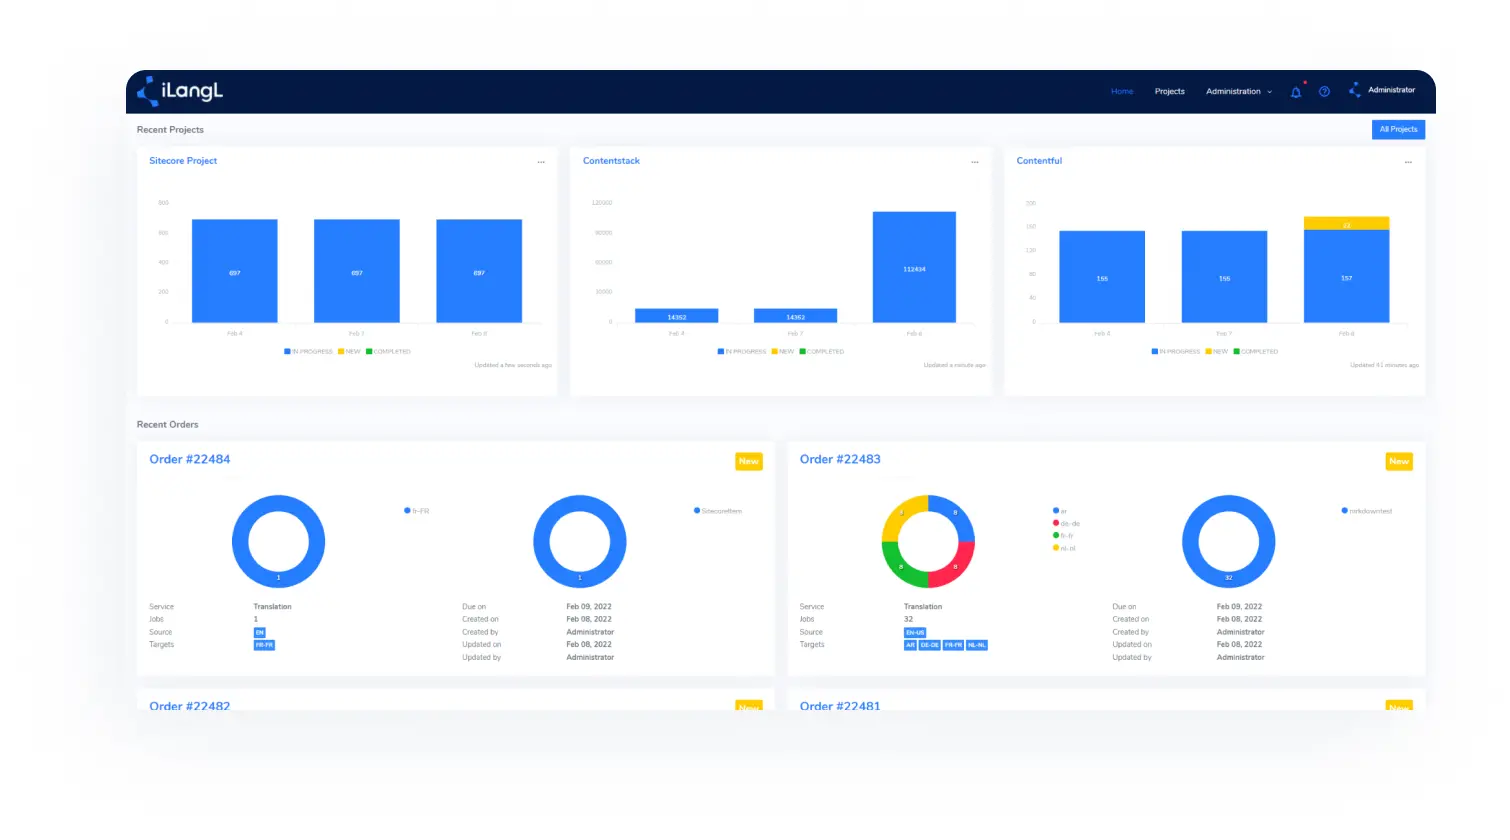 iLangL
Home Projects Administration Administrator
Recent Projects
All Projects
Sitecore Project ...
800
600
400
200
0
697 697 697
Feb 4 Feb 7 Feb 8
IN-PROGRESS NEW COMPLETED
Updated a few seconds ago
Contentstack ...
120000
90000
60000
30000
0
14352 14352 112434
Feb 4 Feb 7 Feb 8
IN-PROGRESS NEW COMPLETED
Updated a minute ago
Contentful ...
200
160
120
80
40
0
157
Feb 4 Feb 7 Feb 8
IN-PROGRESS NEW COMPLETED
Updated 91 minutes ago
Recent Orders
Order #22484 New
fr-FR
SitecoreItem
1 1
Service Translation
Jobs 1
Source EN
Targets FR-FR
Due on Feb 09, 2022
Created on Feb 08, 2022
Created by Administrator
Updated on Feb 08, 2022
Updated by Administrator
Order #22483 New
8
8
8
8
ar
de-de
fr-fr
nl-nl
32
Service Translation
Jobs 32
Source EN-US
Targets AR DE-DE FR-FR NL-NL
Due on Feb 09, 2022
Created on Feb 08, 2022
Created by Administrator
Updated on Feb 08, 2022
Updated by Administrator
Order #22482 New
Order #22481 New